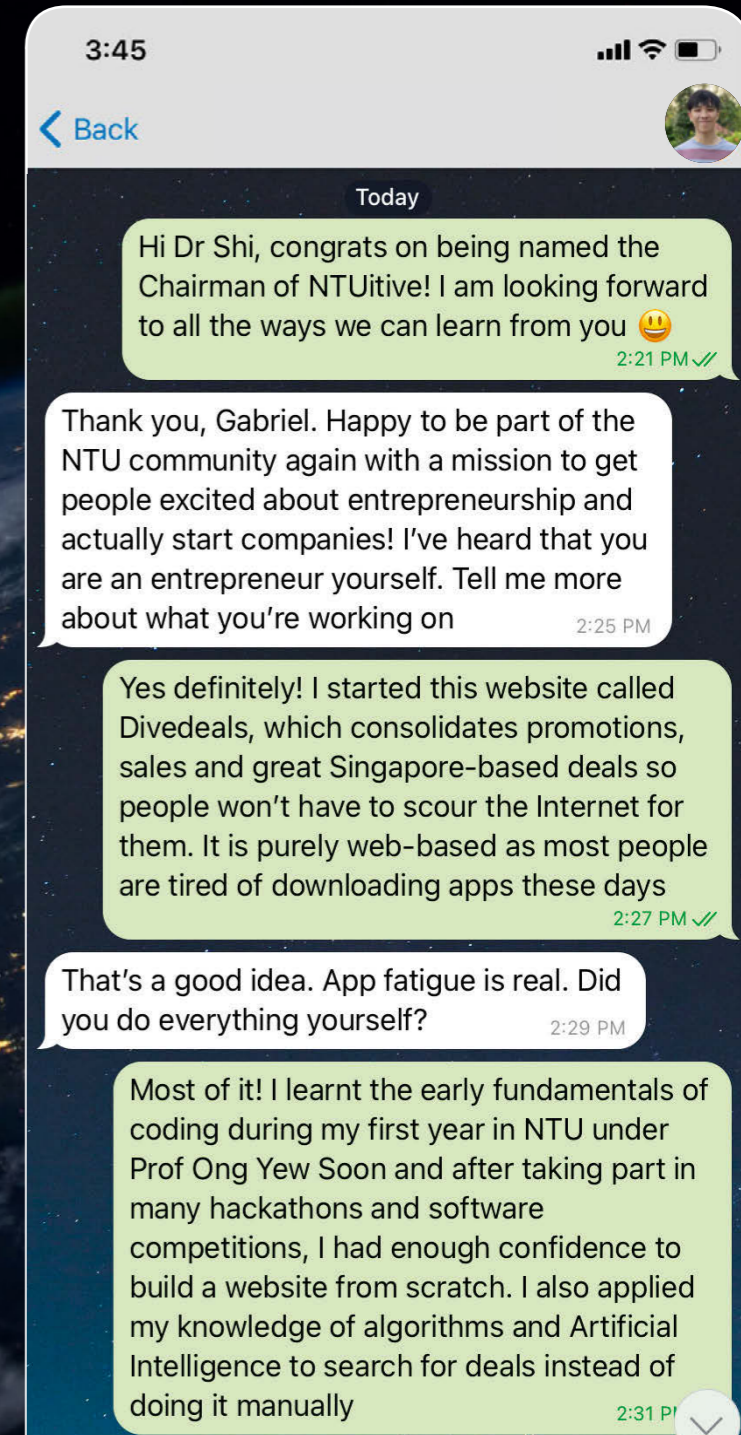 3:45
Back
Today
Hi Dr Shi, congrats on being named the
Chairman of NTUitive! I am looking forward
to all the ways we can learn from you 😃
2:21 PM
Thank you, Gabriel. Happy to be part of the
NTU community again with a mission to get
people excited about entrepreneurship and
actually start companies! I’ve heard that you
are an entrepreneur yourself. Tell me more
about what you’re working on
2:25 PM
Yes definitely! I started this website called
Divedeals, which consolidates promotions,
sales and great Singapore-based deals so
people won’t have to scour the Internet for
them. It is purely web-based as most people
are tired of downloading apps these days
2:27 PM
That’s a good idea. App fatigue is real. Did
you do everything yourself?
2:29 PM
Most of it! I learnt the early fundamentals of
coding during my first year in NTU under
Prof Ong Yew Soon and after taking part in
many hackathons and software
competitions, I had enough confidence to
build a website from scratch. I also applied
my knowledge of algorithms and Artificial
Intelligence to search for deals instead of
doing it manually
2:31 P